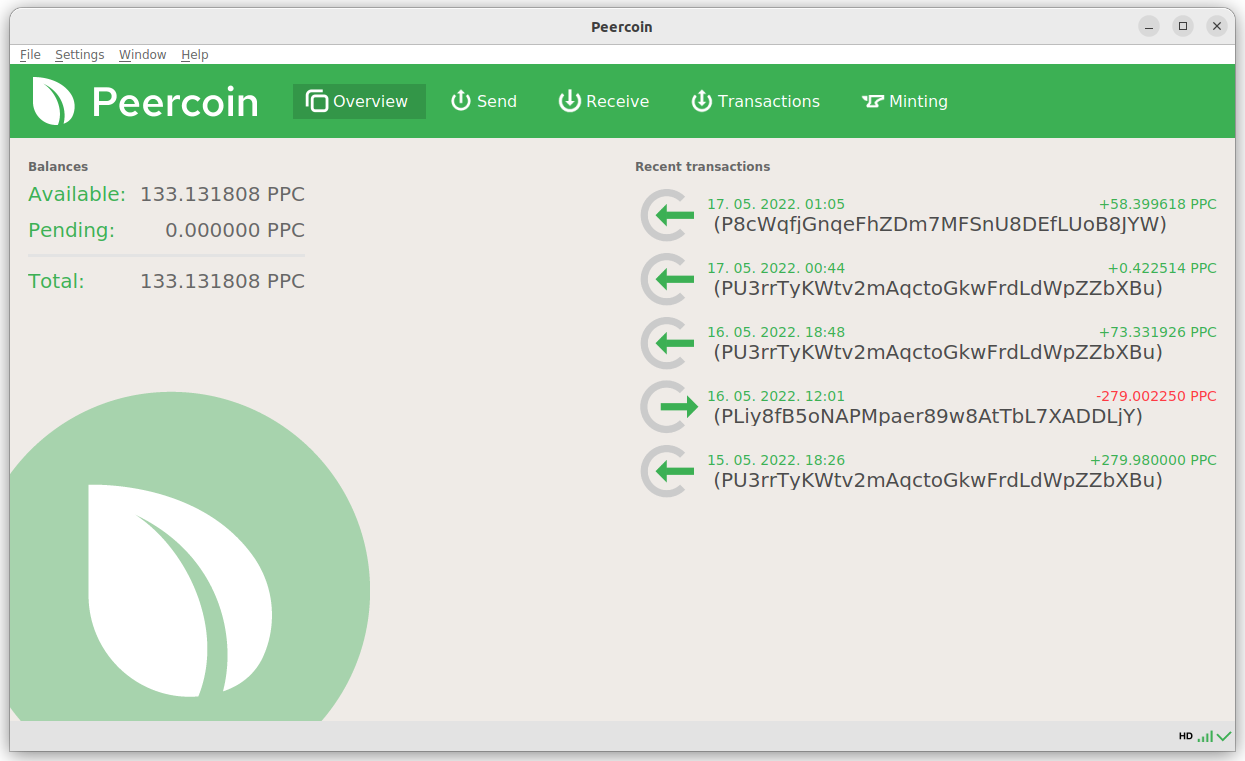 Peercoin
File Settings Window Help
Peercoin Overview Send Receive Transactions Minting
Balances
Available: 133.131808 PPC
Pending: 0.000000 PPC
Total: 133.131808 PPC
Recent transactions
17. 05. 2022. 01:05 +58.399618 PPC
(P8cWqfjGnqeFhZDm7MFSnU8DEfLUoB8JYW)
17. 05. 2022. 00:44 +0.422514 PPC
(PU3rrTyKWtv2mAqctoGkwFrdLdWpZZbXBu)
16. 05. 2022. 18:48 +73.331926 PPC
(PU3rrTyKWtv2mAqctoGkwFrdLdWpZZbXBu)
16. 05. 2022. 12:01 -279.002250 PPC
(PLiy8fB5oNAPMpaer89w8AtTbL7XADDLjY)
15. 05. 2022. 18:26 +279.980000 PPC
(PU3rrTyKWtv2mAqctoGkwFrdLdWpZZbXBu)
HD